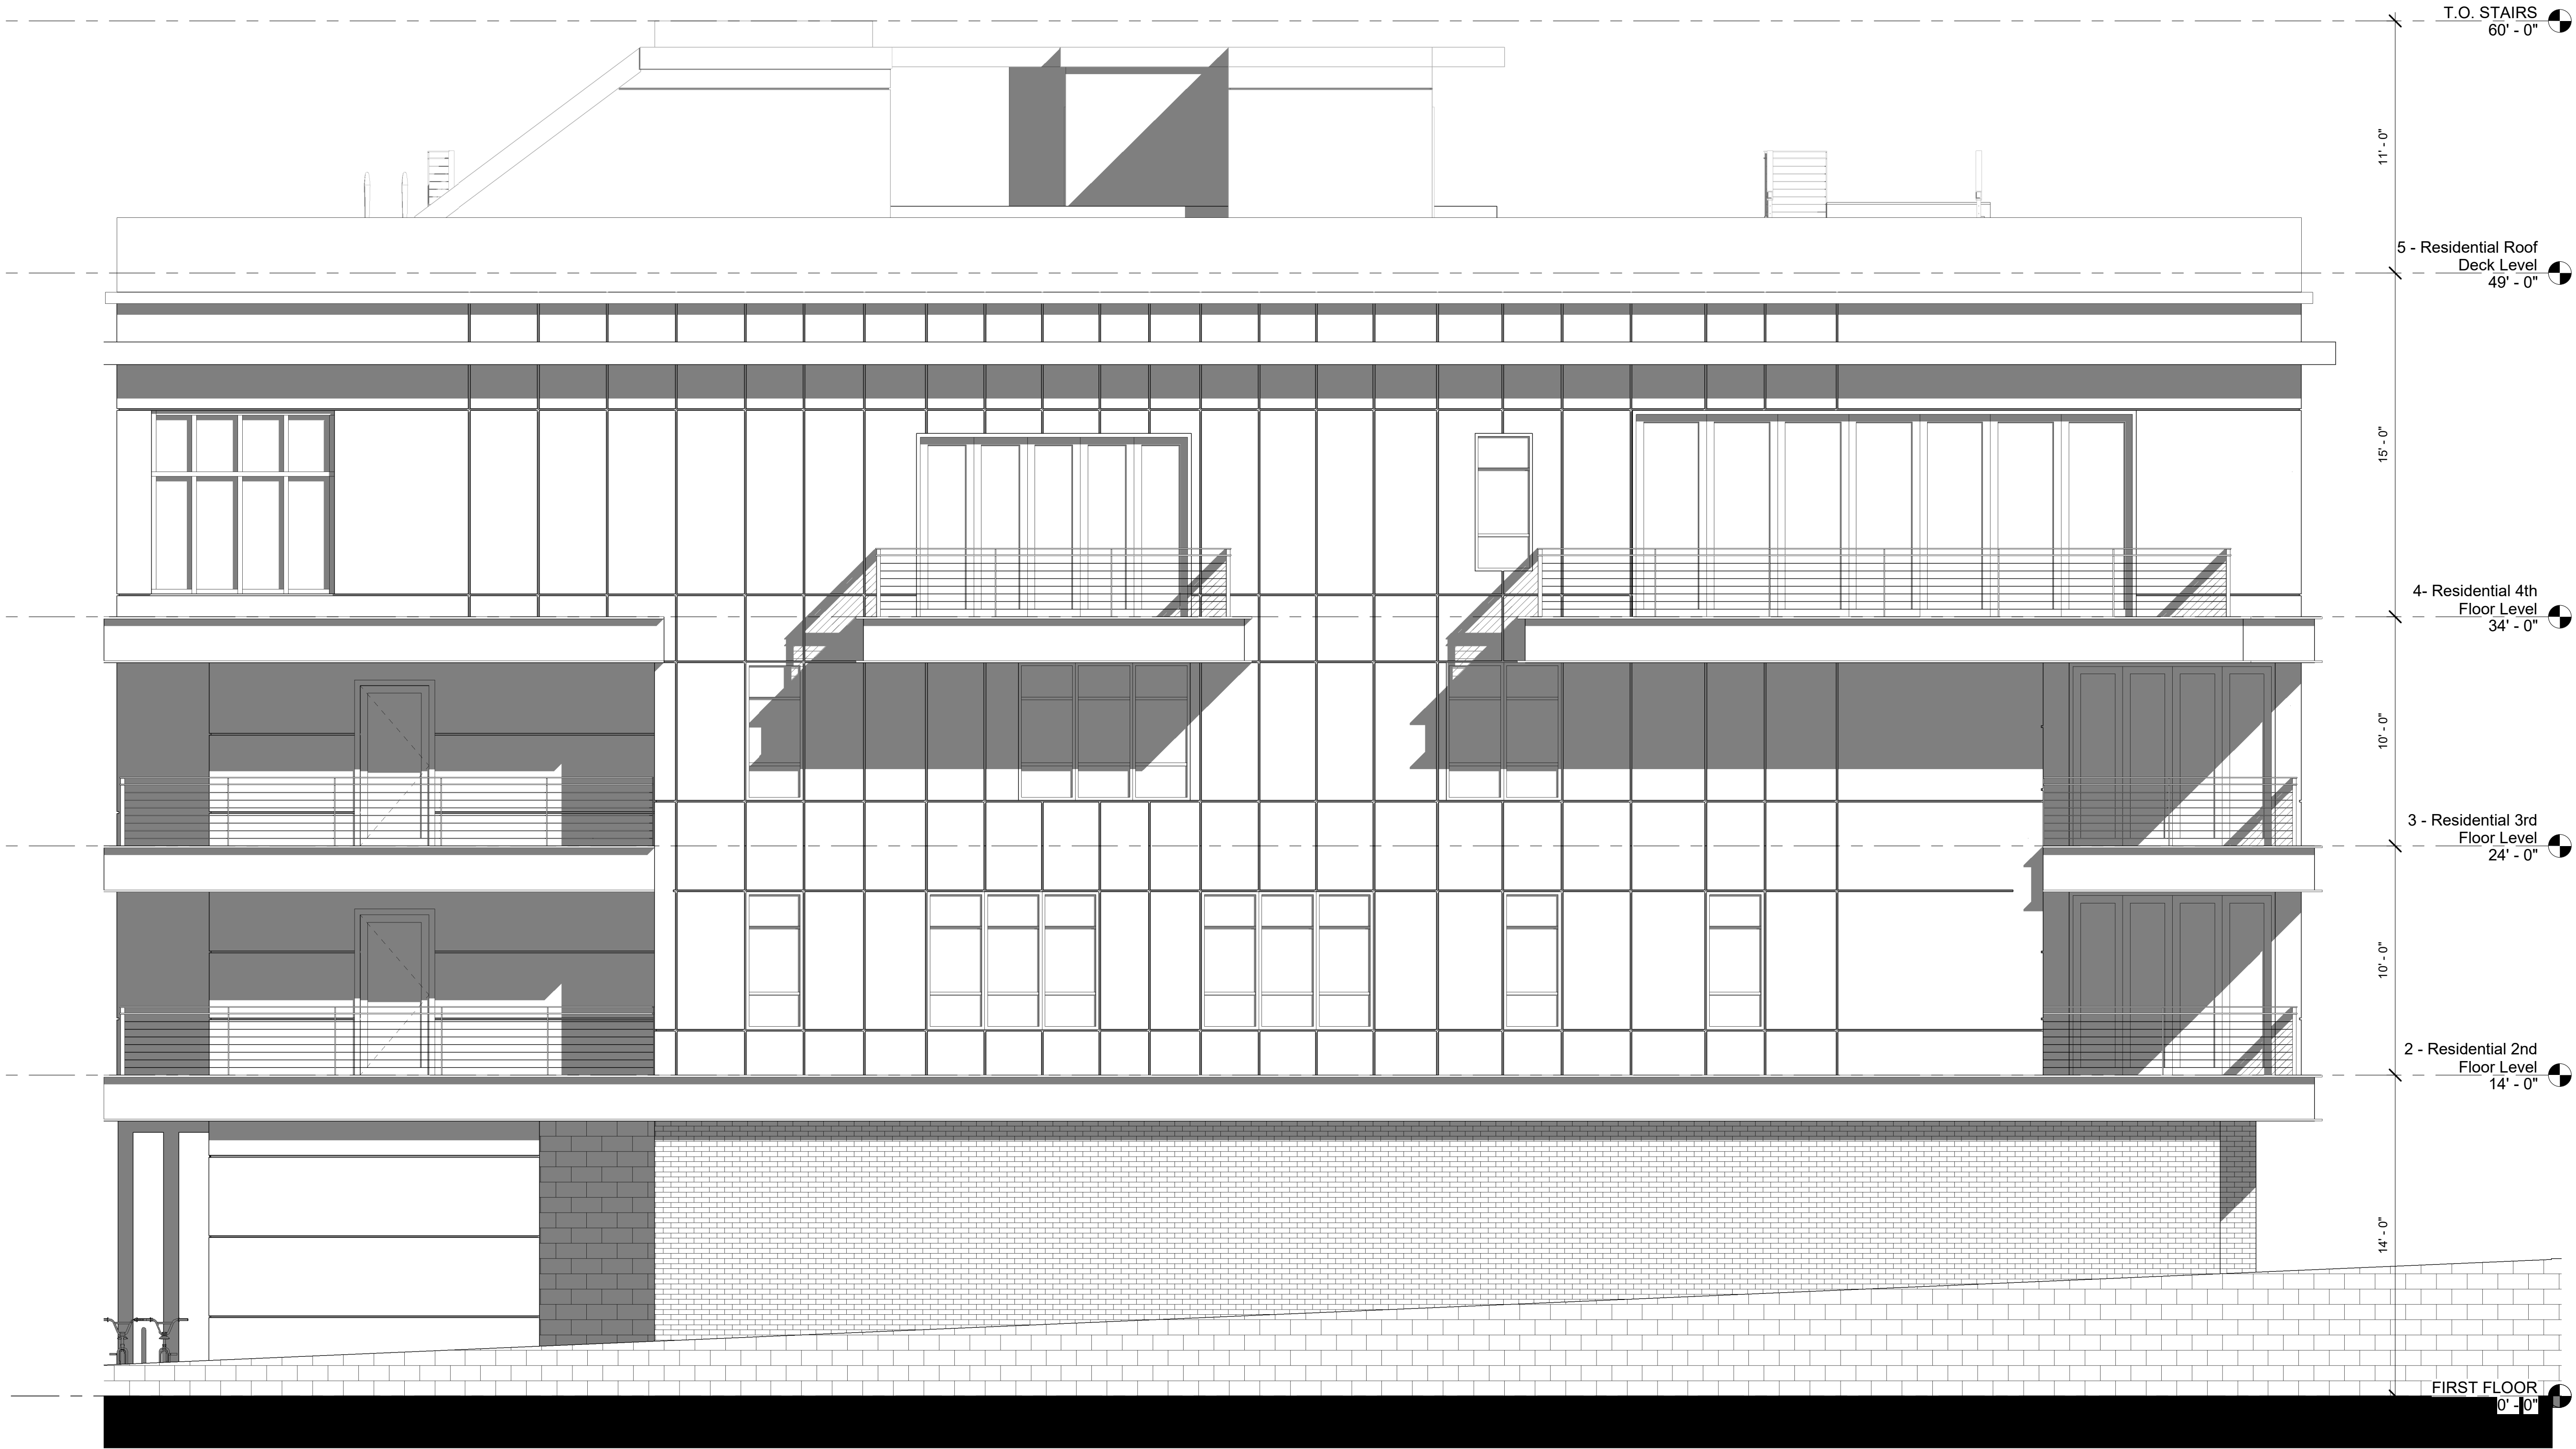 T.O. STAIRS
60' - 0"
11' - 0"
5 - Residential Roof
Deck Level
49' - 0"
15' - 0"
4- Residential 4th
Floor Level
34' - 0"
10' - 0"
3 - Residential 3rd
Floor Level
24' - 0"
10' - 0"
2 - Residential 2nd
Floor Level
14' - 0"
14' - 0"
FIRST FLOOR
0' - 0"